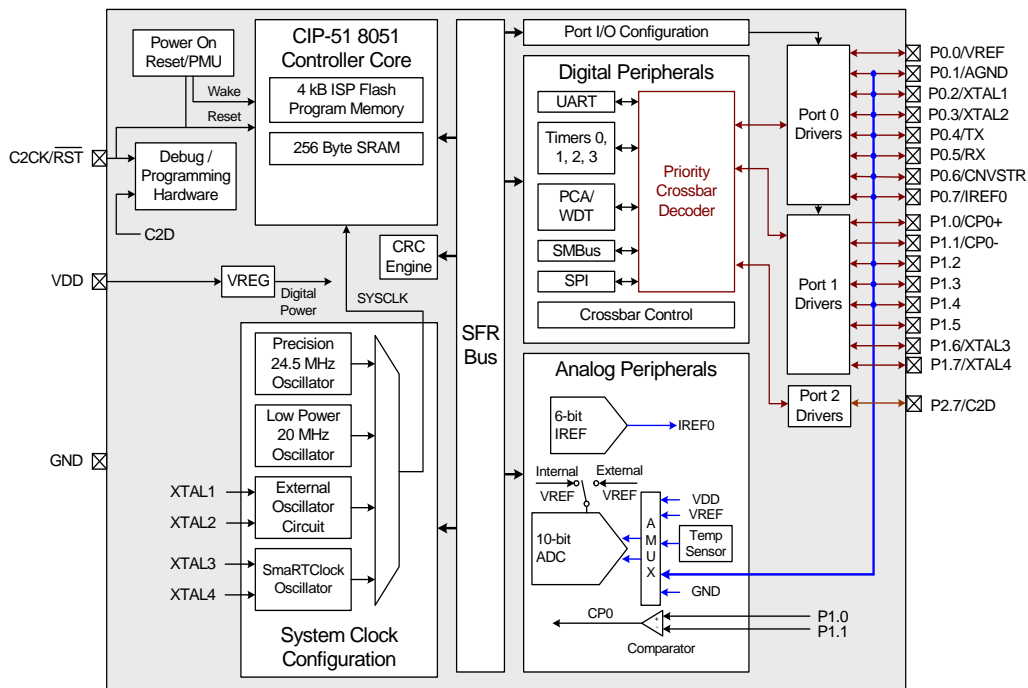 Power On
Reset/PMU
Wake
Reset
C2CK/RST
Debug /
Programming
Hardware
C2D
VDD
VREG
Digital
Power
GND
CIP-51 8051
Controller Core
4 kB ISP Flash
Program Memory
256 Byte SRAM
CRC
Engine
SYSCLK
Precision
24.5 MHz
Oscillator
Low Power
20 MHz
Oscillator
XTAL1
XTAL2
External
Oscillator
Circuit
XTAL3
XTAL4
SmaRTClock
Oscillator
System Clock
Configuration
SFR
Bus
Port I/O Configuration
Digital Peripherals
UART
Timers 0,
1, 2, 3
PCA/
WDT
SMBus
SPI
Priority
Crossbar
Decoder
Crossbar Control
Analog Peripherals
6-bit
IREF
IREF0
Internal
VREF
External
VREF
10-bit
ADC
A
M
U
X
VDD
VREF
Temp
Sensor
GND
CP0
+
-
Comparator
P1.0
P1.1
Port 0
Drivers
Port 1
Drivers
Port 2
Drivers
P0.0/VREF
P0.1/AGND
P0.2/XTAL1
P0.3/XTAL2
P0.4/TX
P0.5/RX
P0.6/CNVSTR
P0.7/IREF0
P1.0/CP0+
P1.1/CP0-
P1.2
P1.3
P1.4
P1.5
P1.6/XTAL3
P1.7/XTAL4
P2.7/C2D